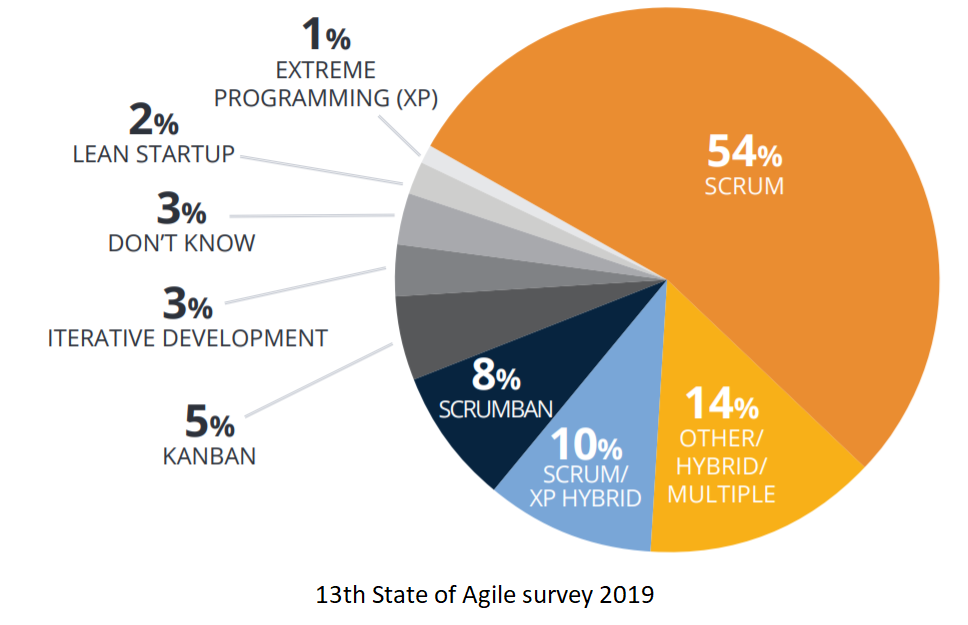 1%
EXTREME
PROGRAMMING (XP)
2%
LEAN STARTUP
3%
DON’T KNOW
3%
ITERATIVE DEVELOPMENT
5%
KANBAN
8%
SCRUMBAN
10%
SCRUM/
XP HYBRID
14%
OTHER/
HYBRID/
MULTIPLE
54%
SCRUM
13th State of Agile survey 2019